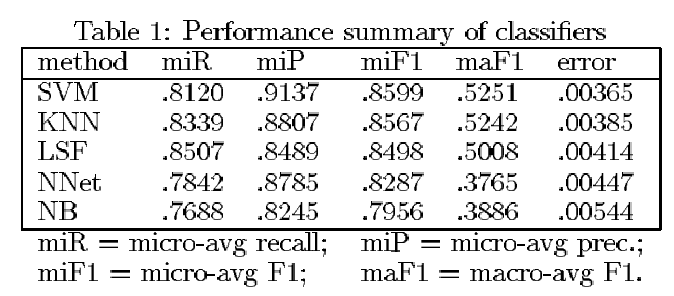 Table 1: Performance summary of classifiers
method miR miP miF1 maF1 error
SVM .8120 .9137 .8599 .5251 .00365
KNN .8339 .8807 .8567 .5242 .00385
LSF .8507 .8489 .8498 .5008 .00414
NNet .7842 .8785 .8287 .3765 .00447
NB .7688 .8245 .7956 .3886 .00544
miR = micro-avg recall; miP = micro-avg prec.;
miF1 = micro-avg F1; maF1 = macro-avg F1.